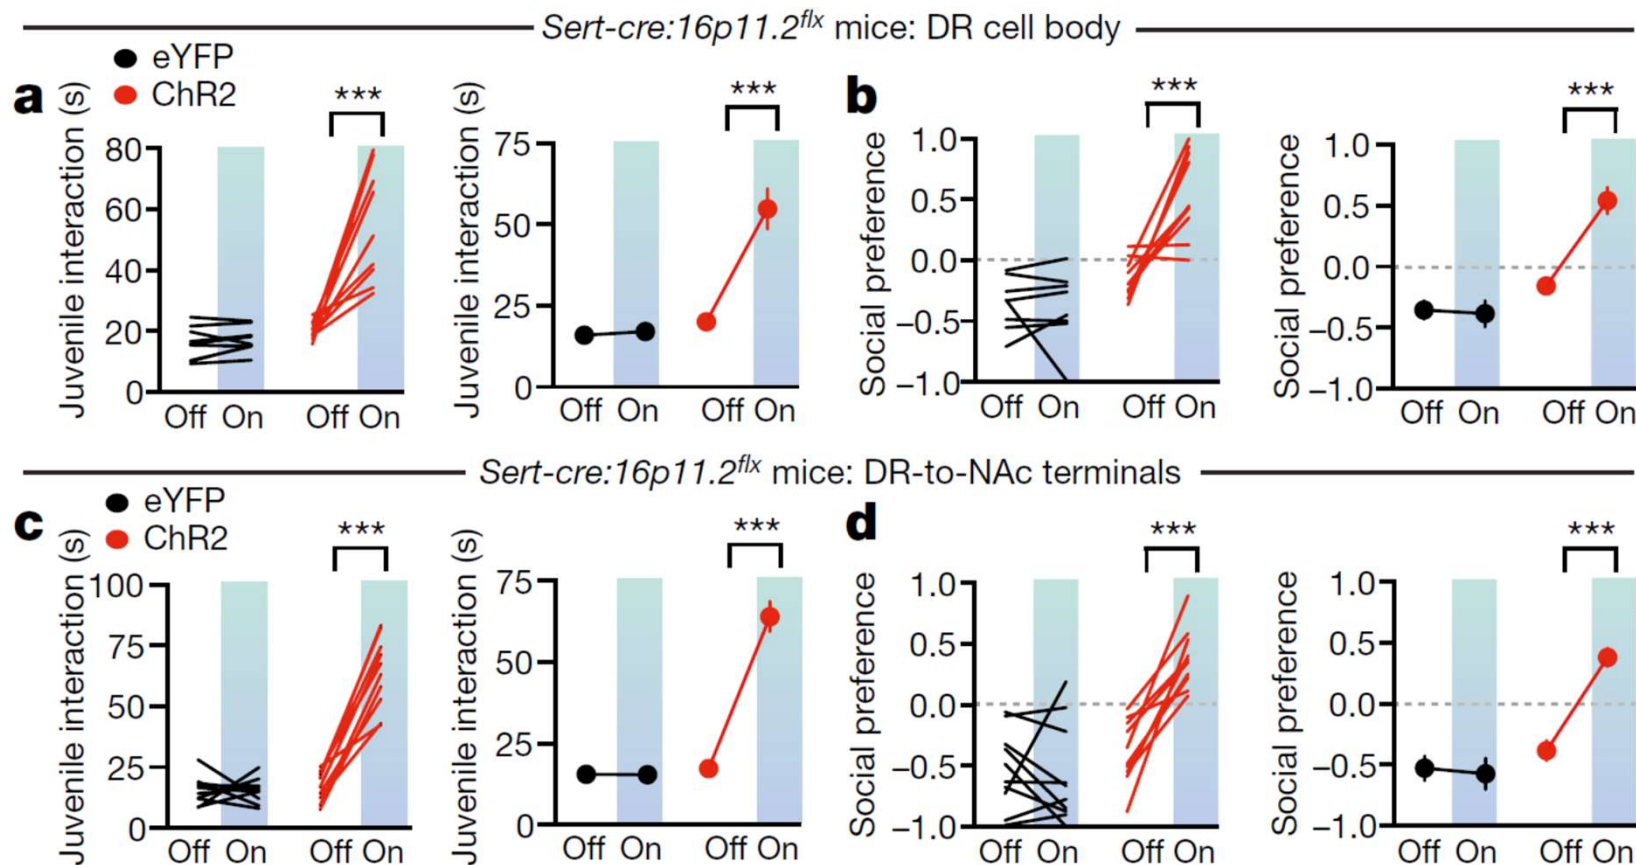 Sert-cre:16p11.2flx mice: DR cell body
eYFP
ChR2
a
Juvenile interaction (s)
80
60
40
20
0
Off On
Off On
***
Juvenile interaction (s)
75
50
25
0
Off On
Off On
***
b
Social preference
1.0
0.5
0.0
−0.5
−1.0
Off On
Off On
***
Social preference
1.0
0.5
0.0
−0.5
−1.0
Off On
Off On
***
Sert-cre:16p11.2flx mice: DR-to-NAc terminals
eYFP
ChR2
c
Juvenile interaction (s)
100
75
50
25
0
Off On
Off On
***
Juvenile interaction (s)
75
50
25
0
Off On
Off On
***
d
Social preference
1.0
0.5
0.0
−0.5
−1.0
Off On
Off On
***
Social preference
1.0
0.5
0.0
−0.5
−1.0
Off On
Off On
***